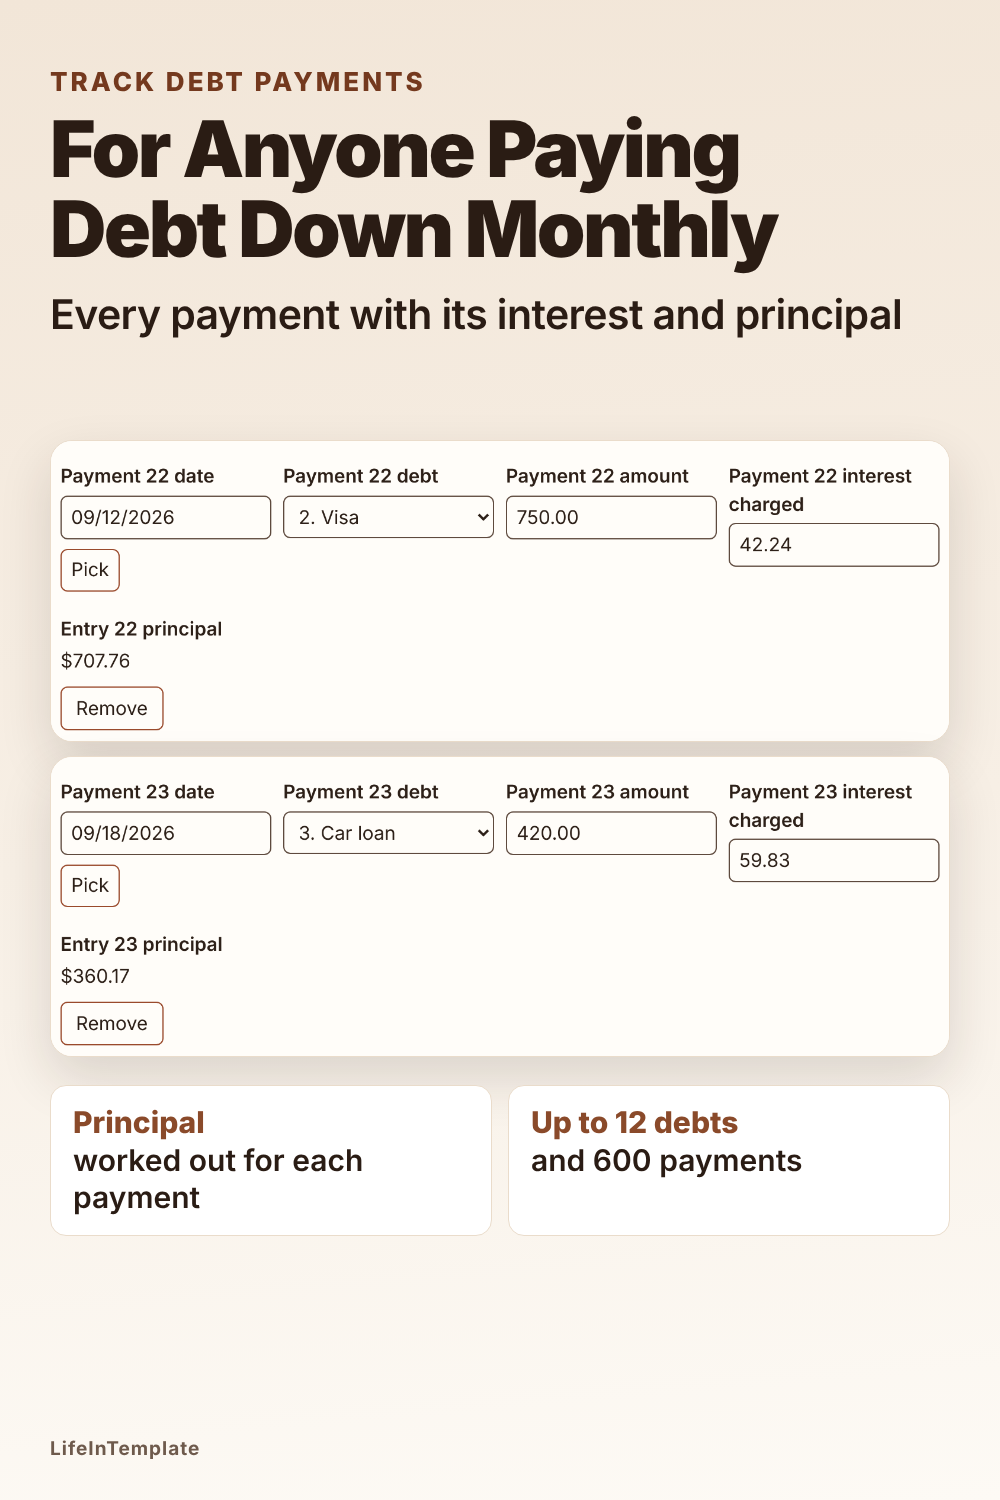 TRACK DEBT PAYMENTS
For Anyone Paying
Debt Down Monthly
Every payment with its interest and principal
Payment 22 date
09/12/2026
Pick
Payment 22 debt
2. Visa
Payment 22 amount
750.00
Payment 22 interest
charged
42.24
Entry 22 principal
$707.76
Remove
Payment 23 date
09/18/2026
Pick
Payment 23 debt
3. Car loan
Payment 23 amount
420.00
Payment 23 interest
charged
59.83
Entry 23 principal
$360.17
Remove
Principal
worked out for each
payment
Up to 12 debts
and 600 payments
LifeInTemplate